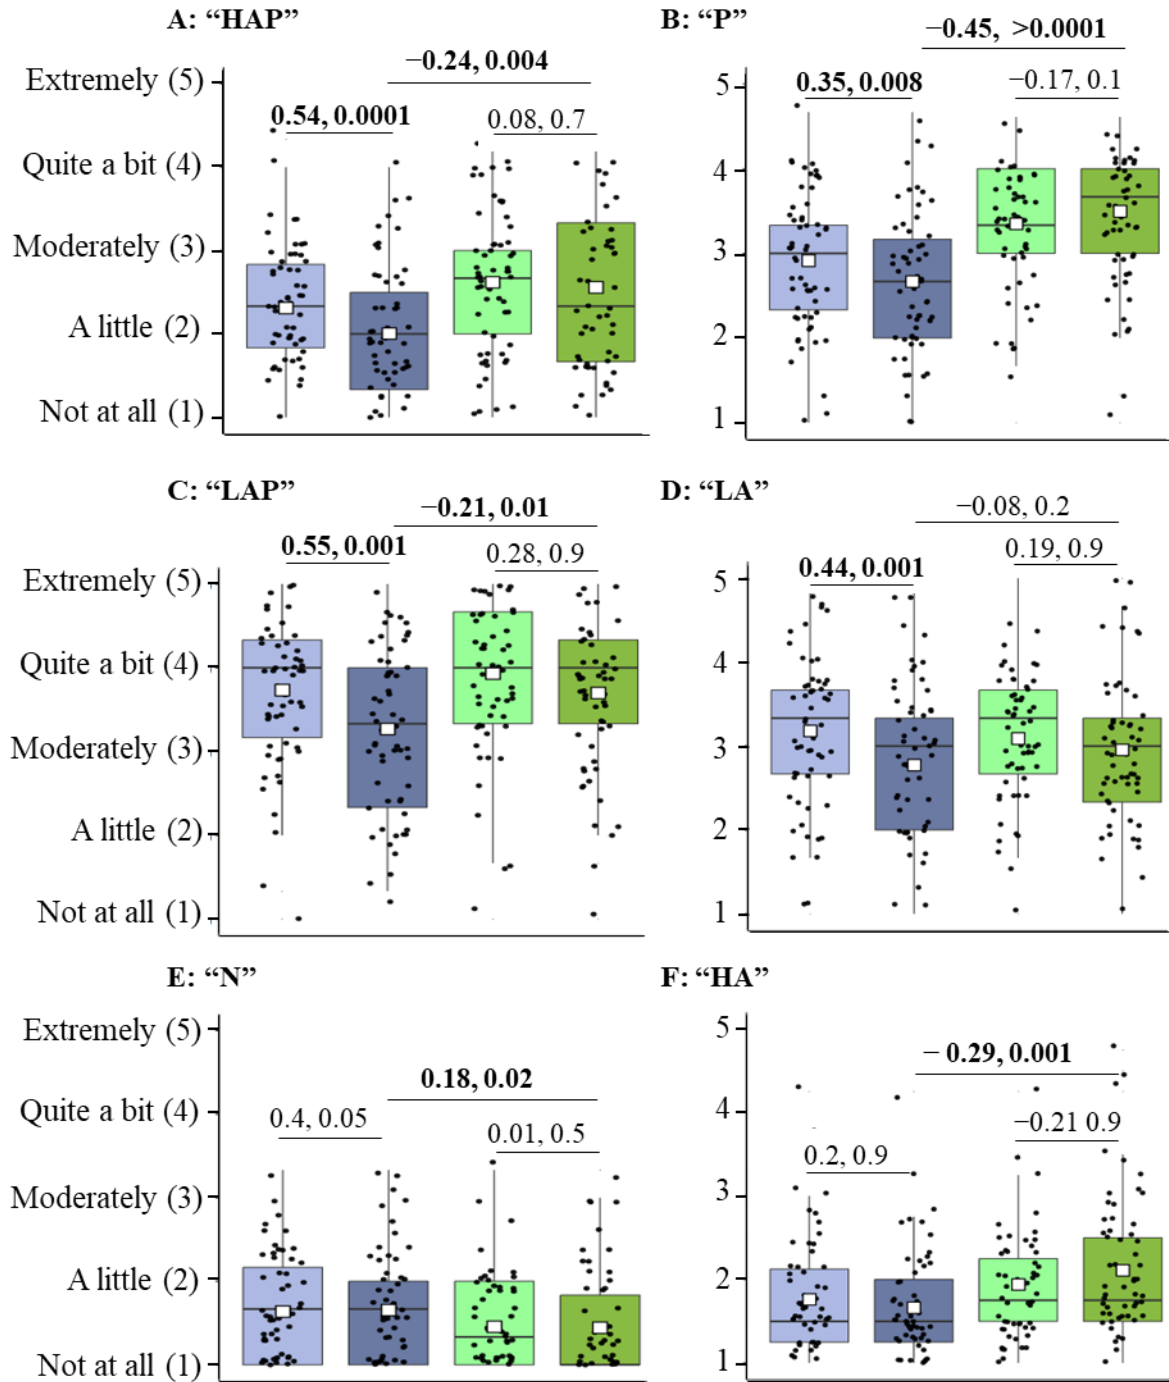 A: “HAP”
−0.24, 0.004
0.54, 0.0001
0.08, 0.7
Extremely (5)
Quite a bit (4)
Moderately (3)
A little (2)
Not at all (1)
B: “P”
−0.45, >0.0001
0.35, 0.008
−0.17, 0.1
5
4
3
2
1
C: “LAP”
−0.21, 0.01
0.55, 0.001
0.28, 0.9
Extremely (5)
Quite a bit (4)
Moderately (3)
A little (2)
Not at all (1)
D: “LA”
−0.08, 0.2
0.19, 0.9
0.44, 0.001
5
4
3
2
1
E: “N”
Extremely (5)
0.18, 0.02
Quite a bit (4)
0.4, 0.05
0.01, 0.5
Moderately (3)
A little (2)
Not at all (1)
F: “HA”
5
− 0.29, 0.001
4
−0.21 0.9
0.2, 0.9
3
2
1